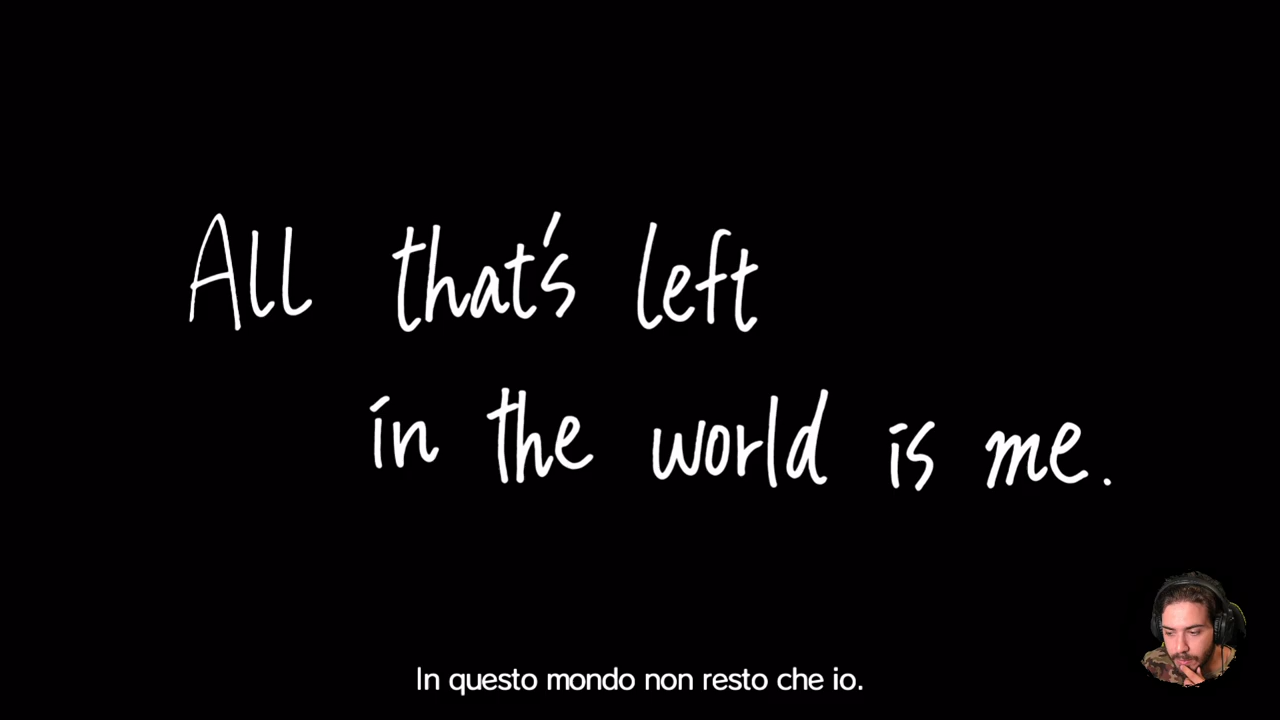 All that's left
in the world is me.
In questo mondo non resto che io.